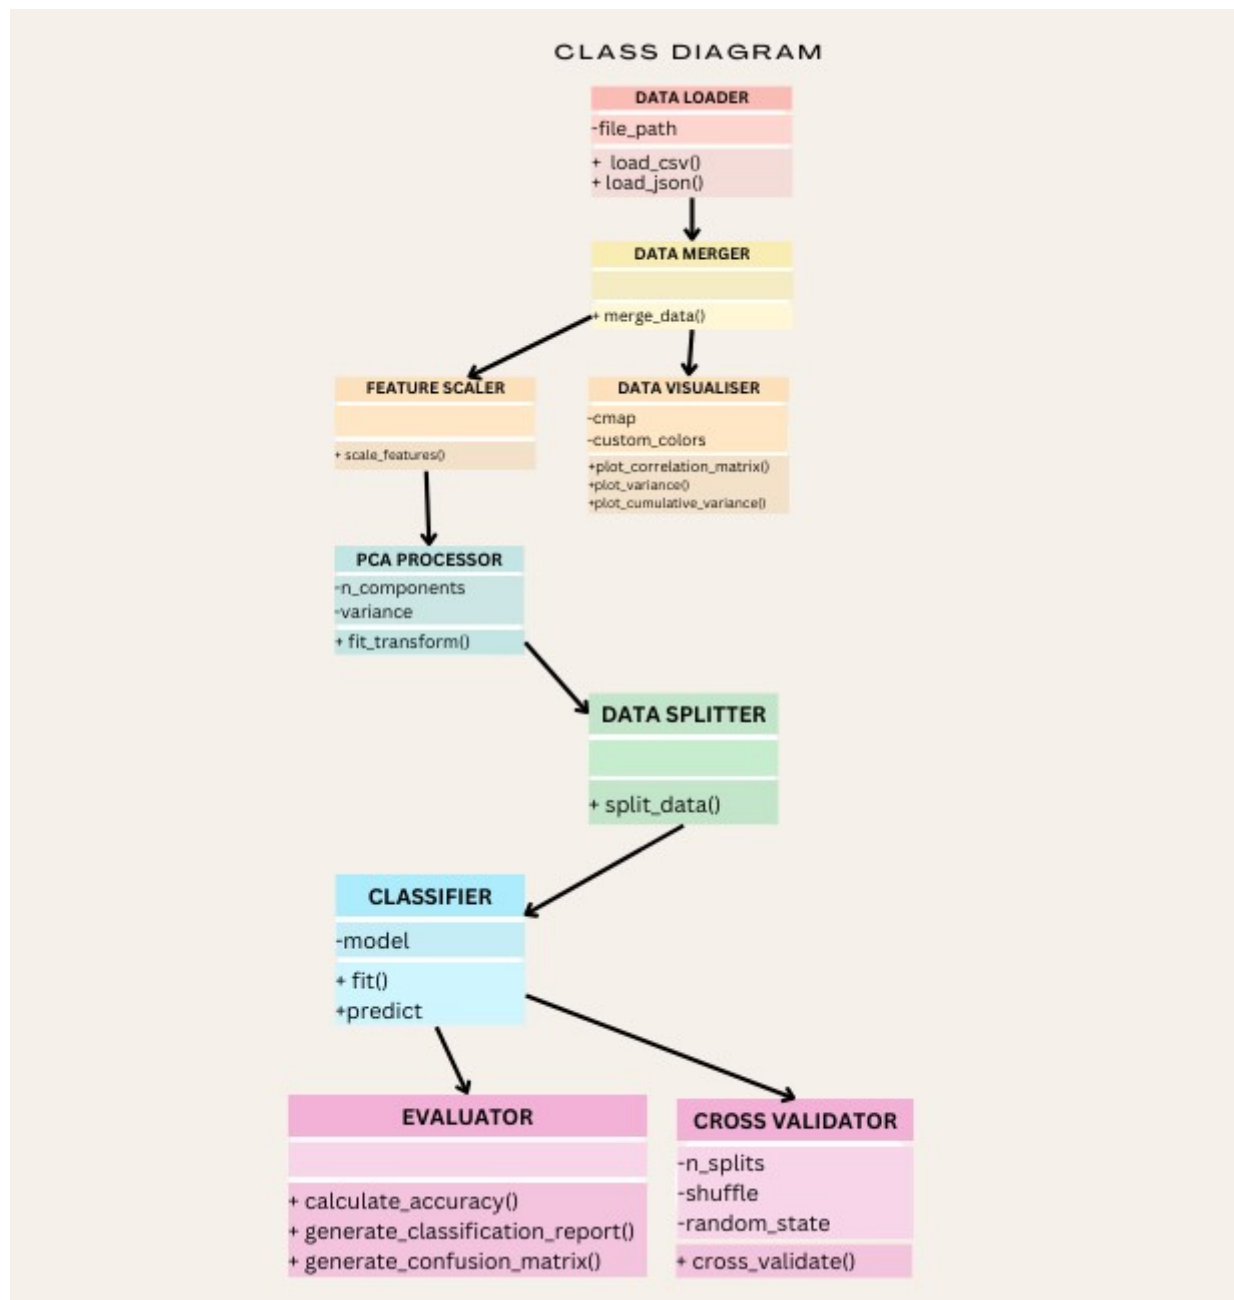 CLASS DIAGRAM
DATA LOADER
-file_path
+ load_csv()
+ load_json()
DATA MERGER
+ merge_data()
FEATURE SCALER
+ scale_features()
DATA VISUALISER
-cmap
-custom_colors
+plot_correlation_matrix()
+plot_variance()
+plot_cumulative_variance()
PCA PROCESSOR
-n_components
-variance
+ fit_transform()
DATA SPLITTER
+ split_data()
CLASSIFIER
-model
+ fit()
+predict
EVALUATOR
+ calculate_accuracy()
+ generate_classification_report()
+ generate_confusion_matrix()
CROSS VALIDATOR
-n_splits
-shuffle
-random_state
+ cross_validate()